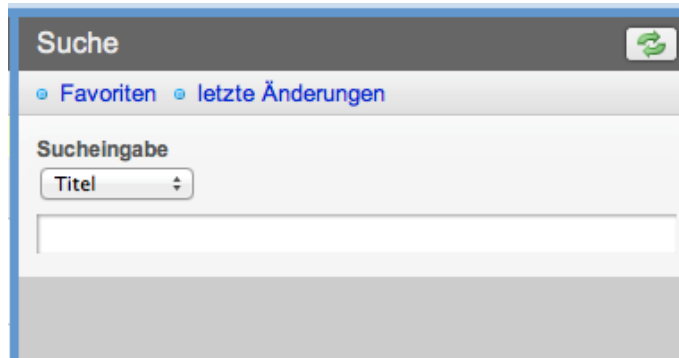 Suche
Favoriten letzte Änderungen
Sucheingabe
Titel